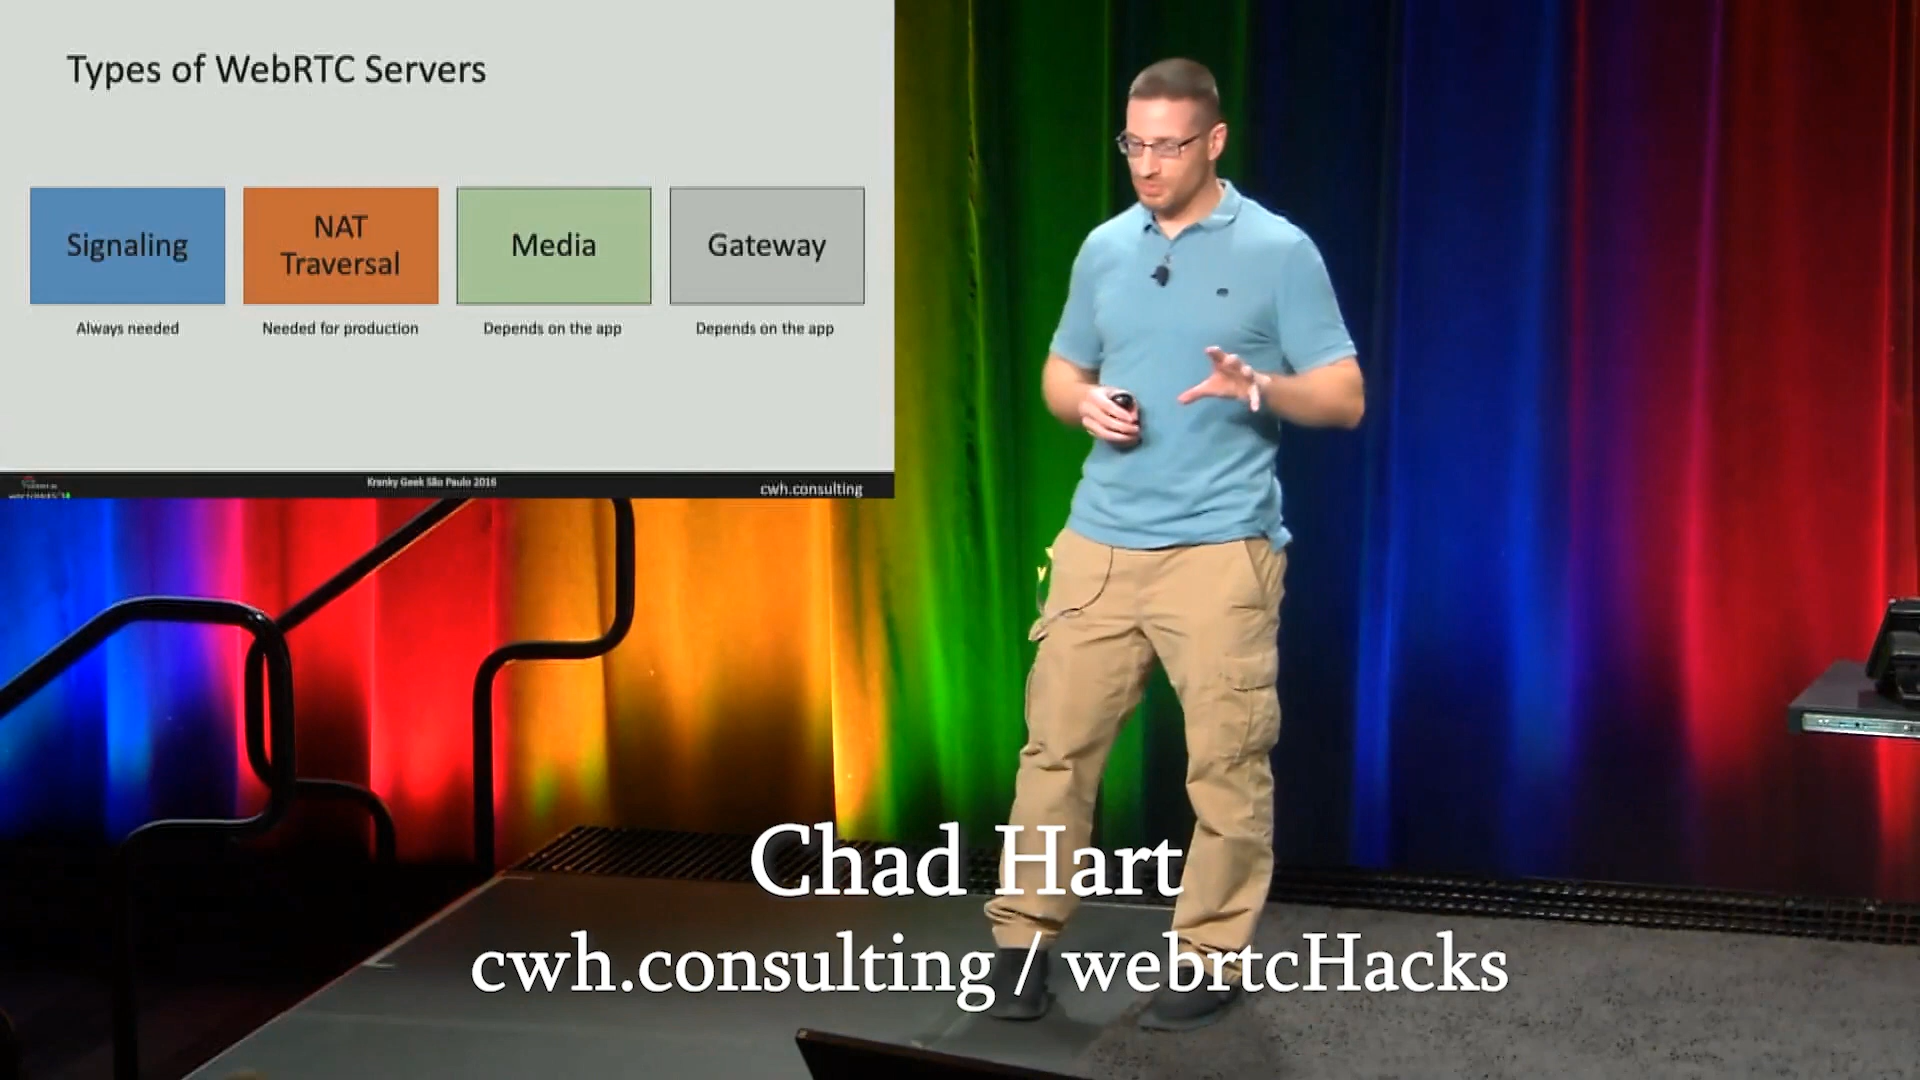 Types of WebRTC Servers
Signaling
NAT
Traversal
Media
Gateway
Always needed
Needed for production
Depends on the app
Depends on the app
Kranky Geek São Paulo 2016
cwh.consulting
Chad Hart
cwh.consulting / webrtcHacks